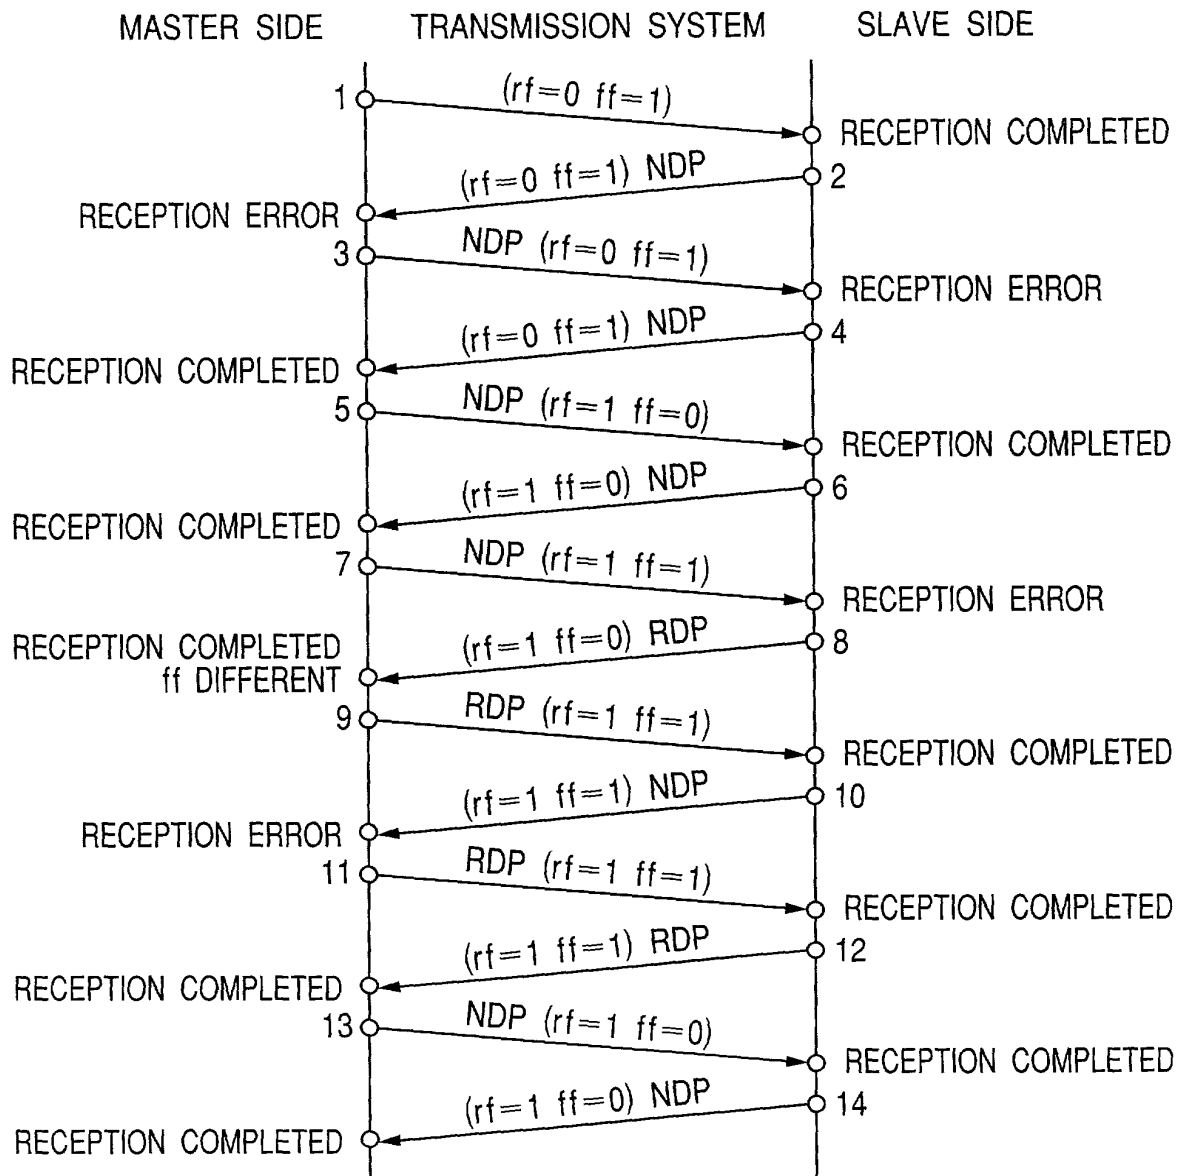 MASTER SIDE TRANSMISSION SYSTEM SLAVE SIDE
1 (rf=0 ff=1)
RECEPTION COMPLETED
(rf=0 ff=1) NDP 2
RECEPTION ERROR
3 NDP (rf=0 ff=1)
RECEPTION ERROR
(rf=0 ff=1) NDP 4
RECEPTION COMPLETED
5 NDP (rf=1 ff=0)
RECEPTION COMPLETED
(rf=1 ff=0) NDP 6
RECEPTION COMPLETED
7 NDP (rf=1 ff=1)
RECEPTION ERROR
(rf=1 ff=0) RDP 8
RECEPTION COMPLETED
ff DIFFERENT
9 RDP (rf=1 ff=1)
RECEPTION COMPLETED
(rf=1 ff=1) NDP 10
RECEPTION ERROR
11 RDP (rf=1 ff=1)
RECEPTION COMPLETED
(rf=1 ff=1) RDP 12
RECEPTION COMPLETED
13 NDP (rf=1 ff=0)
RECEPTION COMPLETED
(rf=1 ff=0) NDP 14
RECEPTION COMPLETED